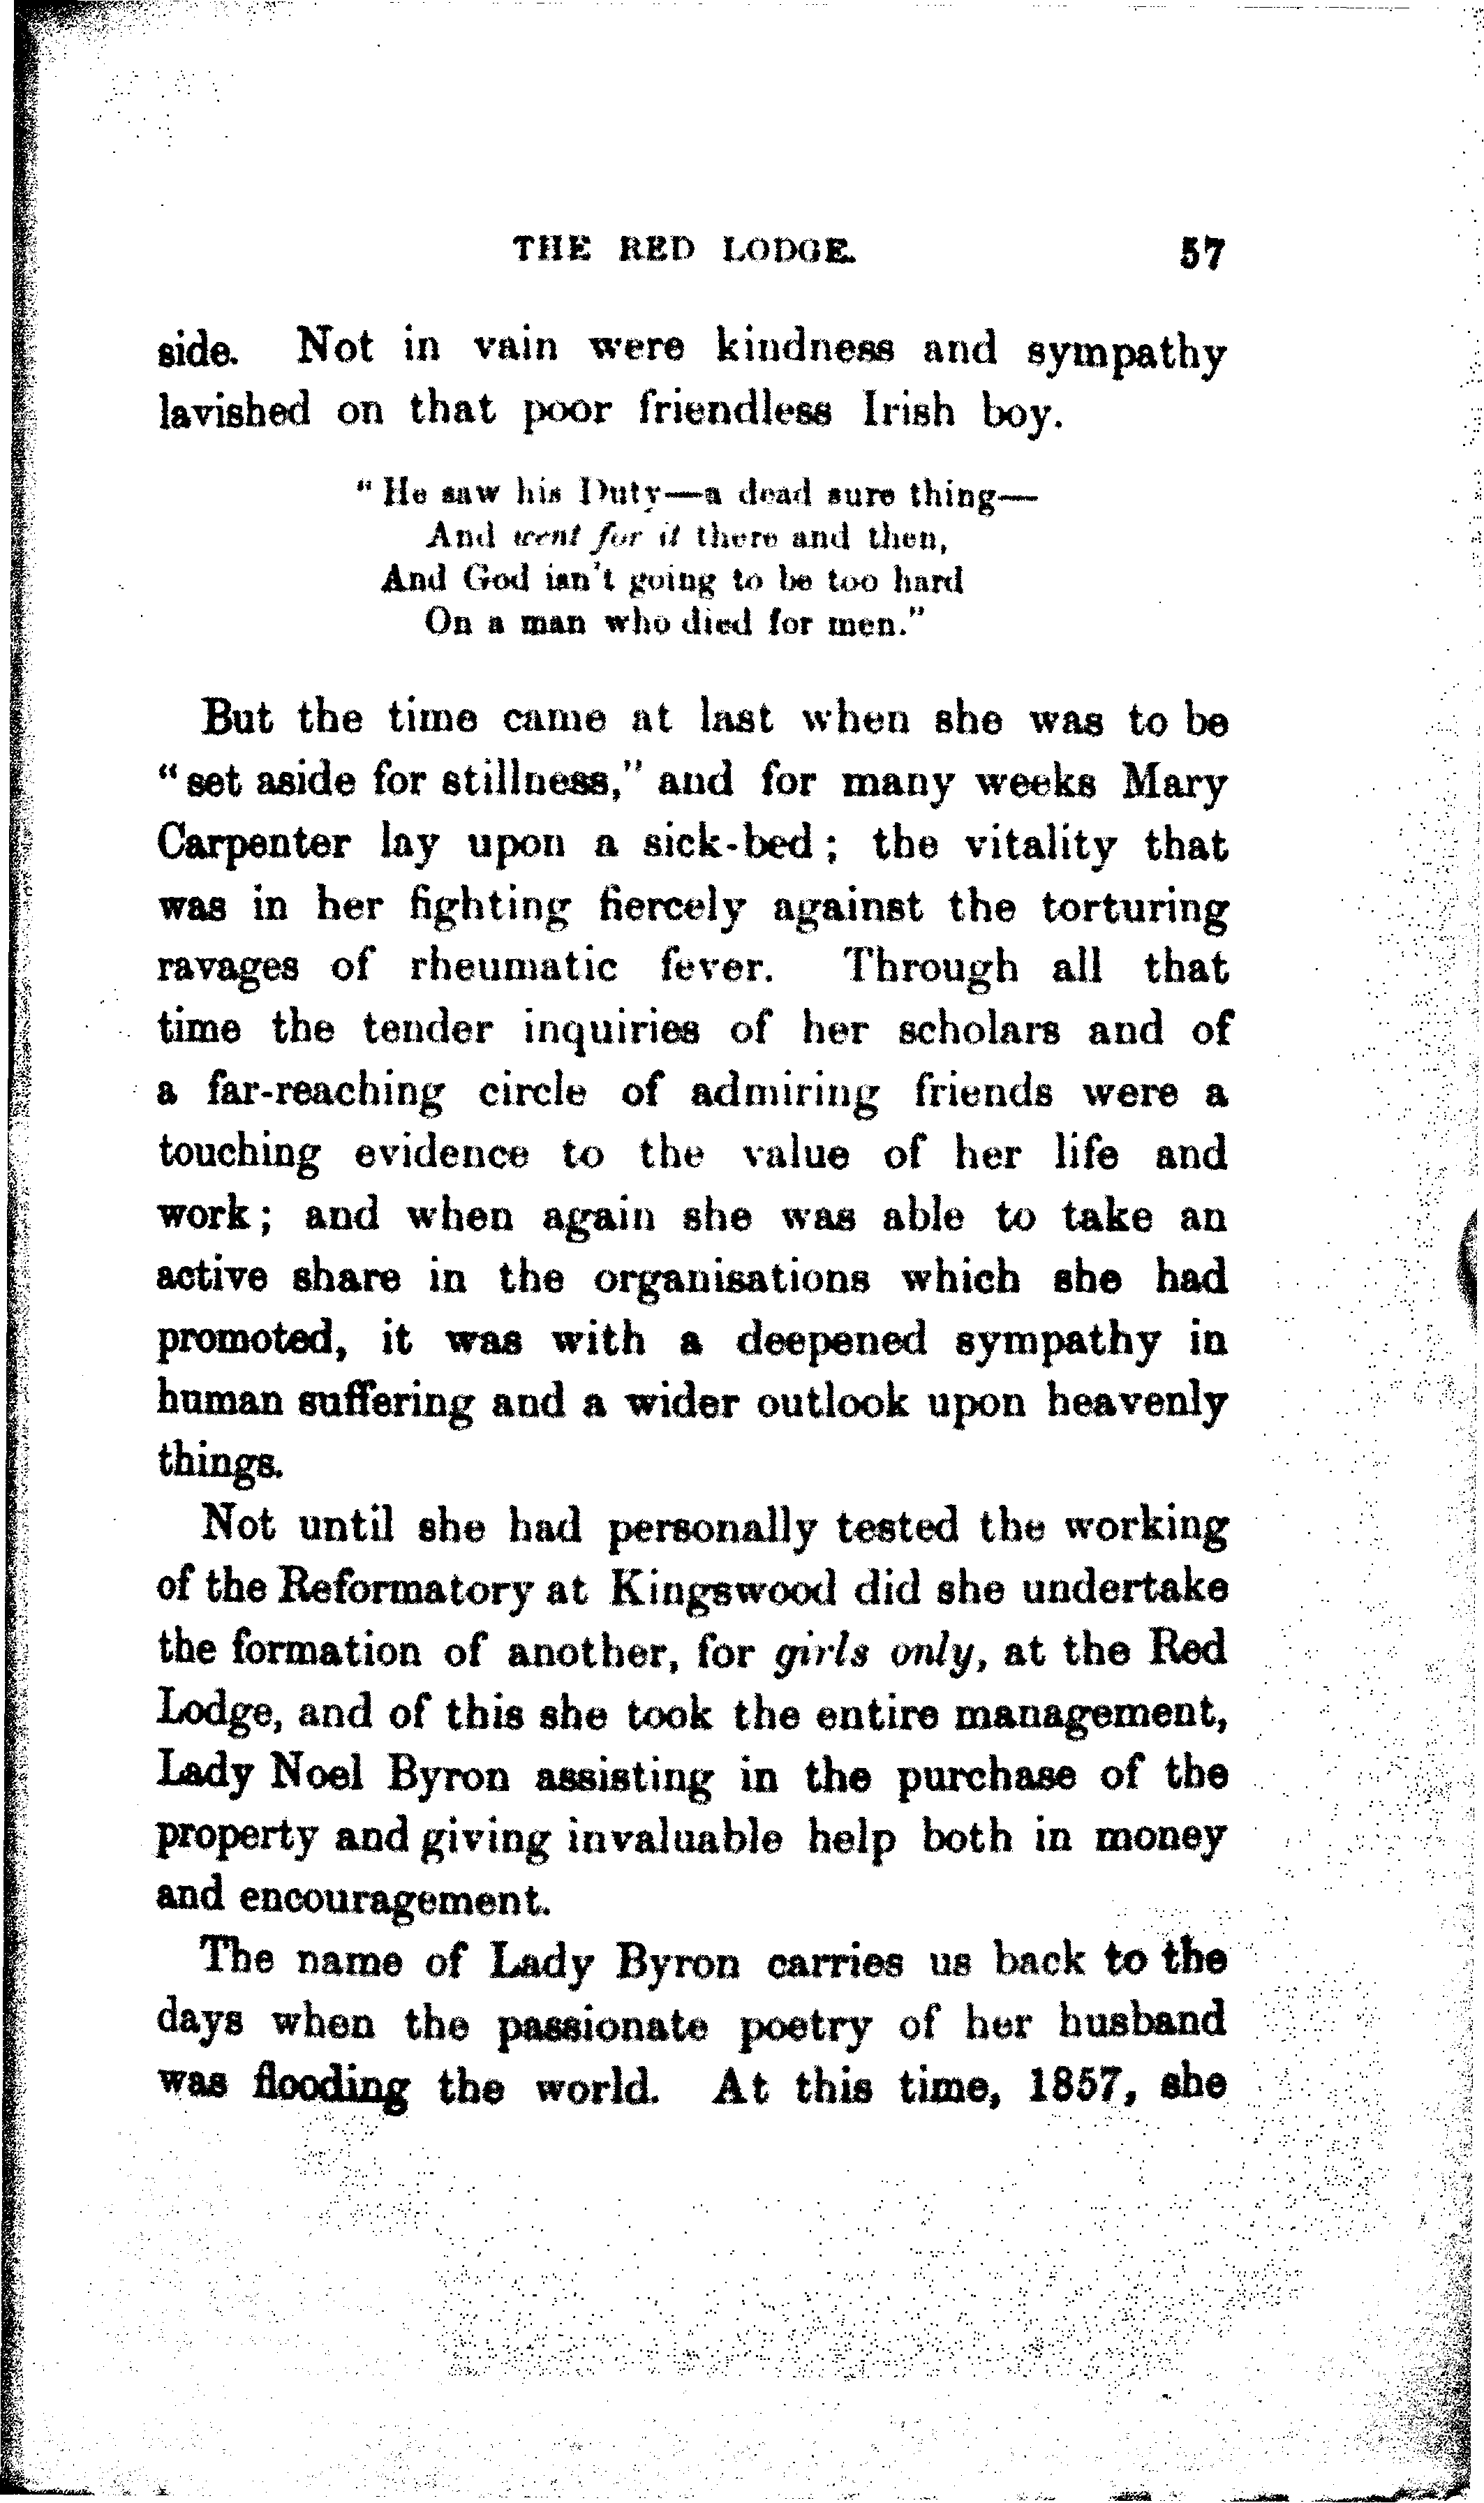 THE RED LODGE. 57
side. Not in vain were kindness and sympathy
lavished on that poor friendless Irish boy.
"He saw his Duty—a dead sure thing—
And went for it there and then,
And God isn't going to be too hard
On a man who died for men."
But the time came at last when she was to be
"set aside for stillness," and for many weeks Mary
Carpenter lay upon a sick-bed; the vitality that
was in her fighting fiercely against the torturing
ravages of rheumatic fever. Through all that
time the tender inquiries of her scholars and of
a far-reaching circle of admiring friends were a
touching evidence to the value of her life and
work; and when again she was able to take an
active share in the organisations which she had
promoted, it was with a deepened sympathy in
human suffering and a wider outlook upon heavenly
things.
Not until she had personally tested the working
of the Reformatory at Kingswood did she undertake
the formation of another, for girls only, at the Red
Lodge, and of this she took the entire management,
Lady Noel Byron assisting in the purchase of the
property and giving invaluable help both in money
and encouragement.
The name of Lady Byron carries us back to the
days when the passionate poetry of her husband
was flooding the world. At this time, 1857, she